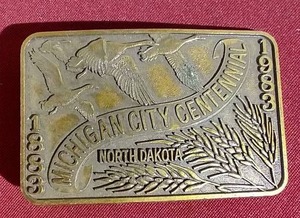 1883
MICHIGAN CITY CENTENNIAL
1983
NORTH DAKOTA